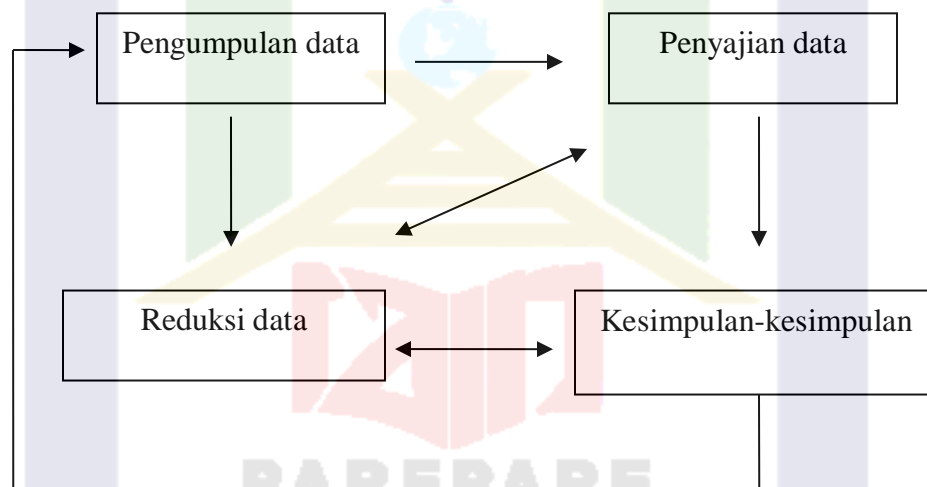 Pengumpulan data
Penyajian data
Reduksi data
Kesimpulan-kesimpulan
PAREPARE